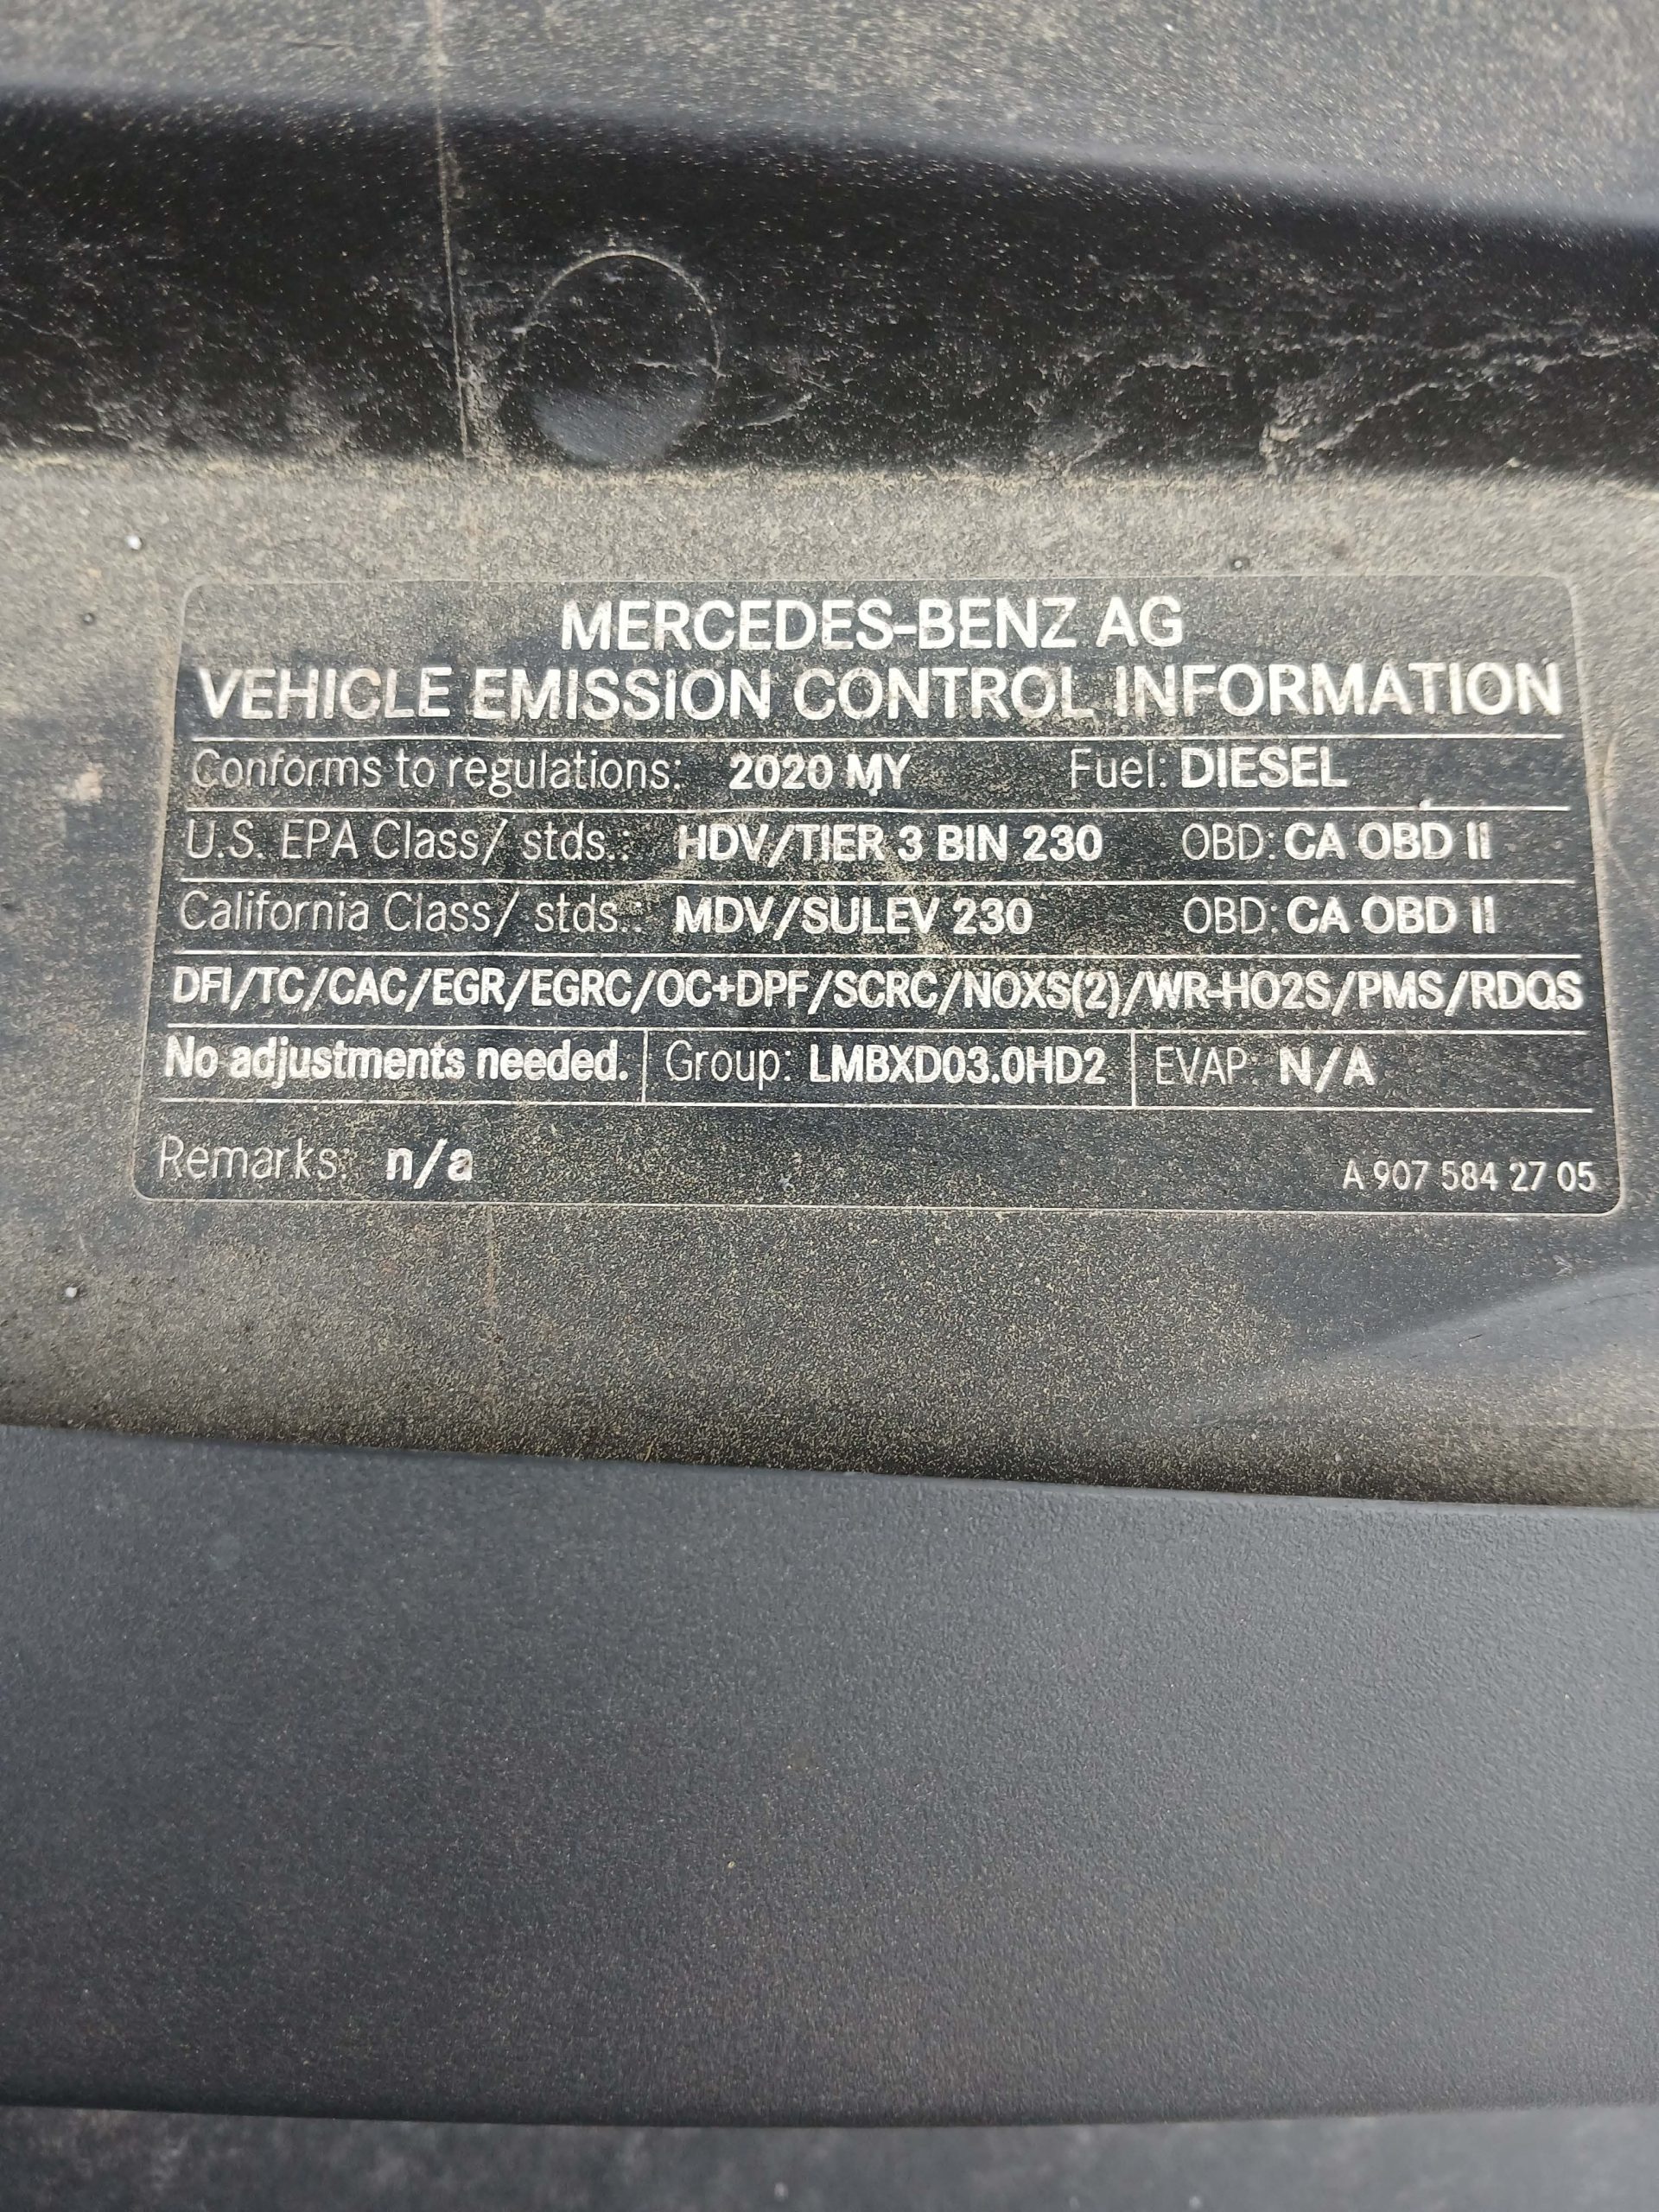 MERCEDES-BENZ AG
VEHICLE EMISSION CONTROL INFORMATION
Conforms to regulations: 2020 MY Fuel: DIESEL
U.S. EPA Class/ stds.: HDV/TIER 3 BIN 230 OBD: CA OBD II
California Class/ stds.: MDV/SULEV 230 OBD: CA OBD II
DFI/TC/CAC/EGR/EGRC/OC+DPF/SCRC/NOXS(2)/WR-HO2S/PMS/RDQS
No adjustments needed. Group: LMBXD03.0HD2 EVAP: N/A
Remarks: n/a A 907 584 27 05